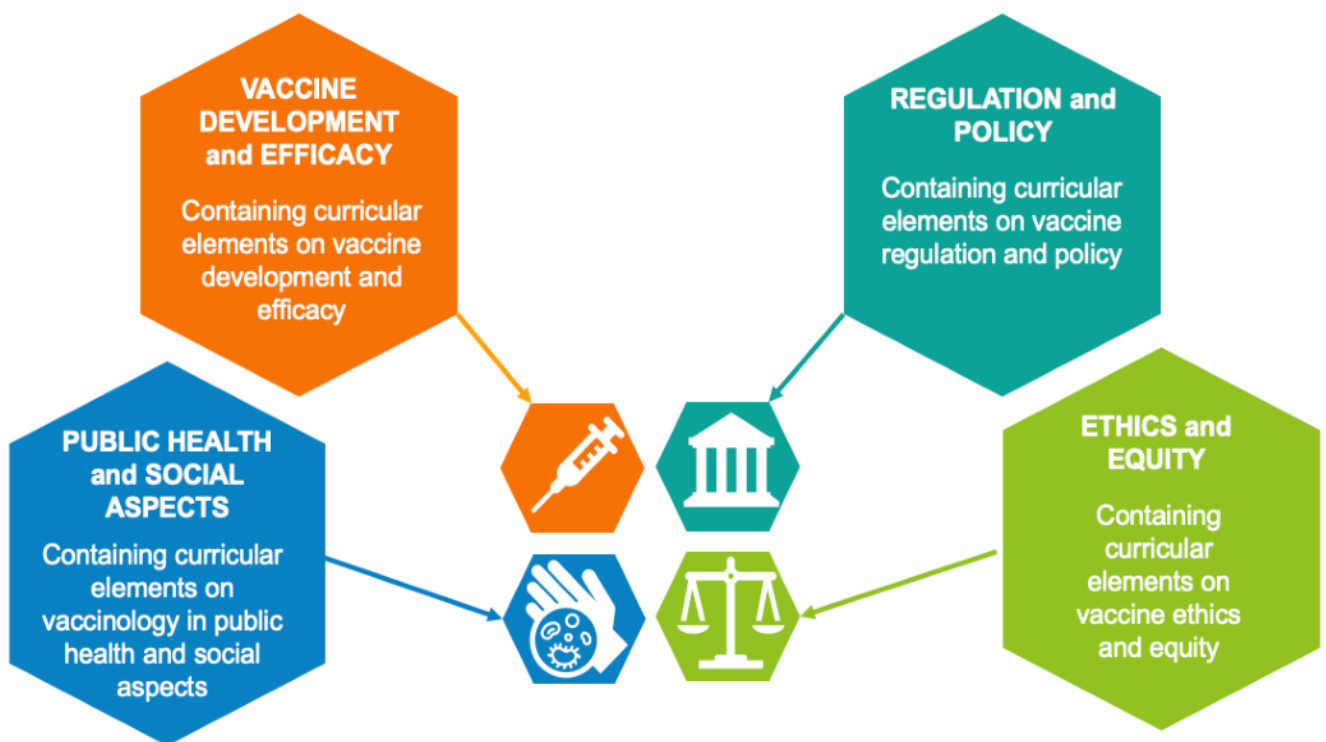 VACCINE
DEVELOPMENT
and EFFICACY
Containing curricular
elements on vaccine
development and
efficacy
REGULATION and
POLICY
Containing curricular
elements on vaccine
regulation and policy
PUBLIC HEALTH
and SOCIAL
ASPECTS
Containing curricular
elements on
vaccinology in public
health and social
aspects
ETHICS and
EQUITY
Containing
curricular
elements on
vaccine ethics
and equity